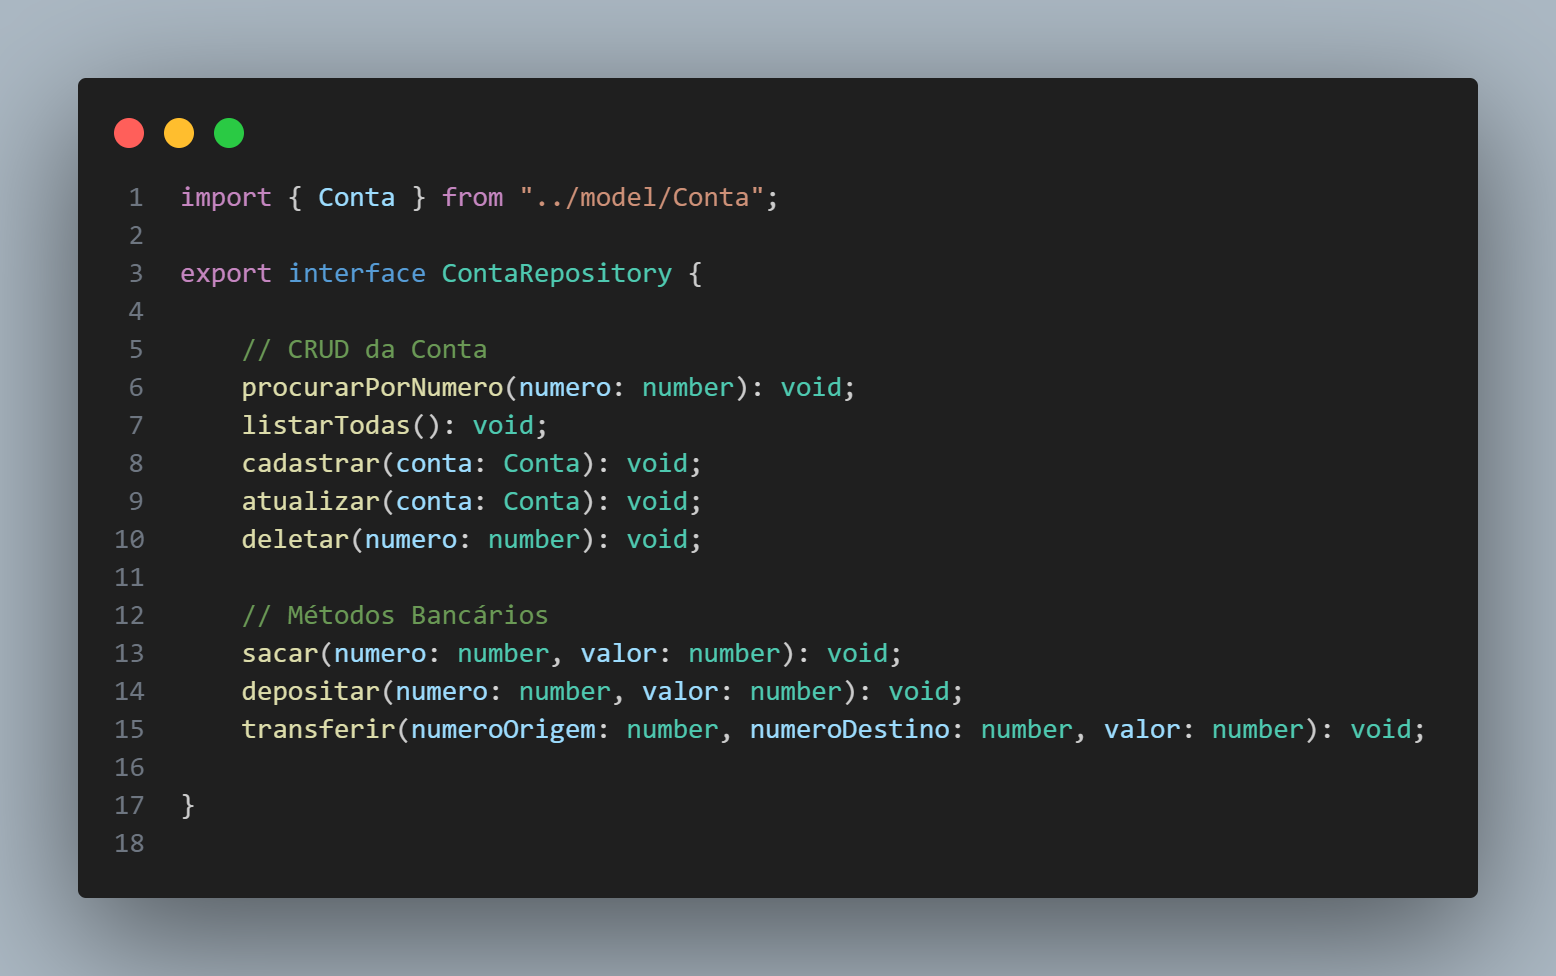 1 import { Conta } from "../model/Conta";
2
3 export interface ContaRepository {
4
5     // CRUD da Conta
6     procurarPorNumero(numero: number): void;
7     listarTodas(): void;
8     cadastrar(conta: Conta): void;
9     atualizar(conta: Conta): void;
10     deletar(numero: number): void;
11
12     // Métodos Bancários
13     sacar(numero: number, valor: number): void;
14     depositar(numero: number, valor: number): void;
15     transferir(numeroOrigem: number, numeroDestino: number, valor: number): void;
16
17 }
18